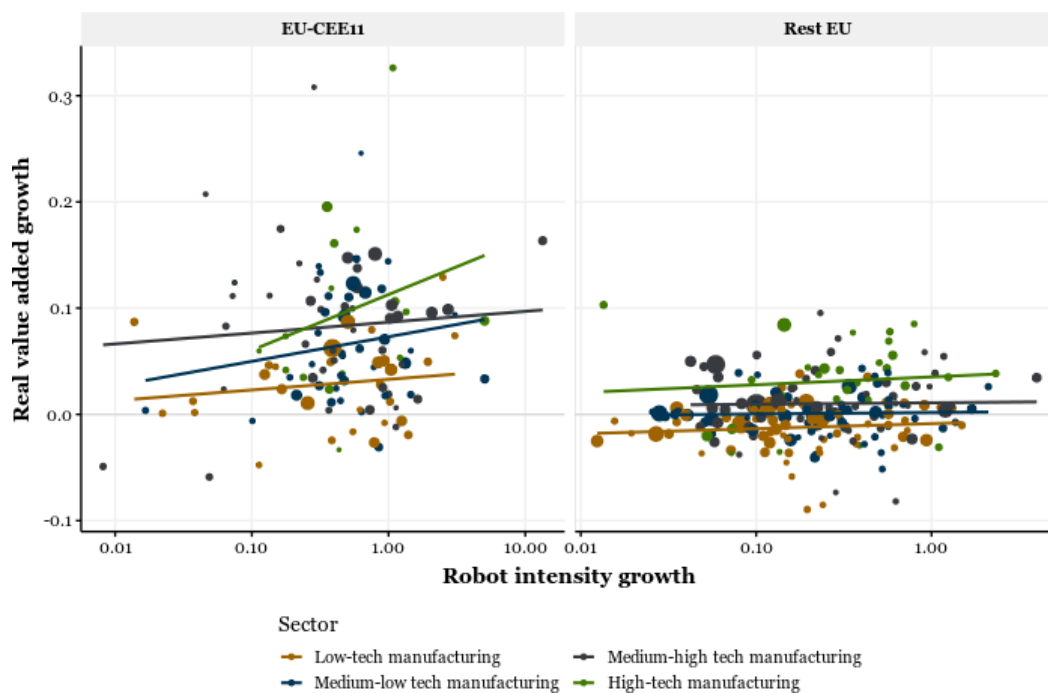 EU-CEE11 Rest EU
Real value added growth
0.3
0.2
0.1
0.0
-0.1
0.01 0.10 1.00 10.00 0.01 0.10 1.00
Robot intensity growth
Sector
Low-tech manufacturing Medium-high tech manufacturing
Medium-low tech manufacturing High-tech manufacturing